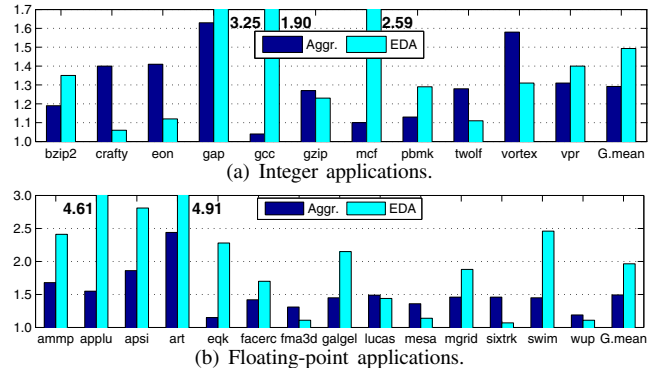 1.7
3.25 1.90 2.59
1.6
Aggr. EDA
1.5
1.4
1.3
1.2
1.1
1.0
bzip2 crafty eon gap gcc gzip mcf pbmk twolf vortex vpr G.mean
(a) Integer applications.
3.0
4.61 4.91
Aggr. EDA
2.5
2.0
1.5
1.0
ammp applu apsi art eqk facerc fma3d galgel lucas mesa mgrid sixtrk swim wup G.mean
(b) Floating-point applications.